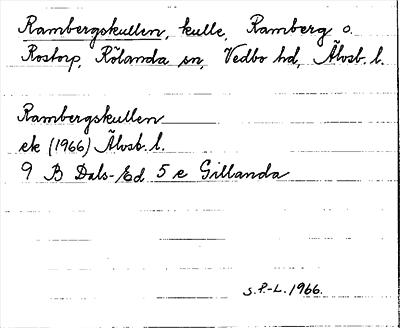 Rambergskullen, kulle, Ramberg o.
Rostorp, Rölanda sn, Vedbo hd, Älvsb. l.
Rambergskullen
ek (1966) Älvsb. l.
9 B Dals-Ed 5 e Gillanda
S.P.-L. 1966.